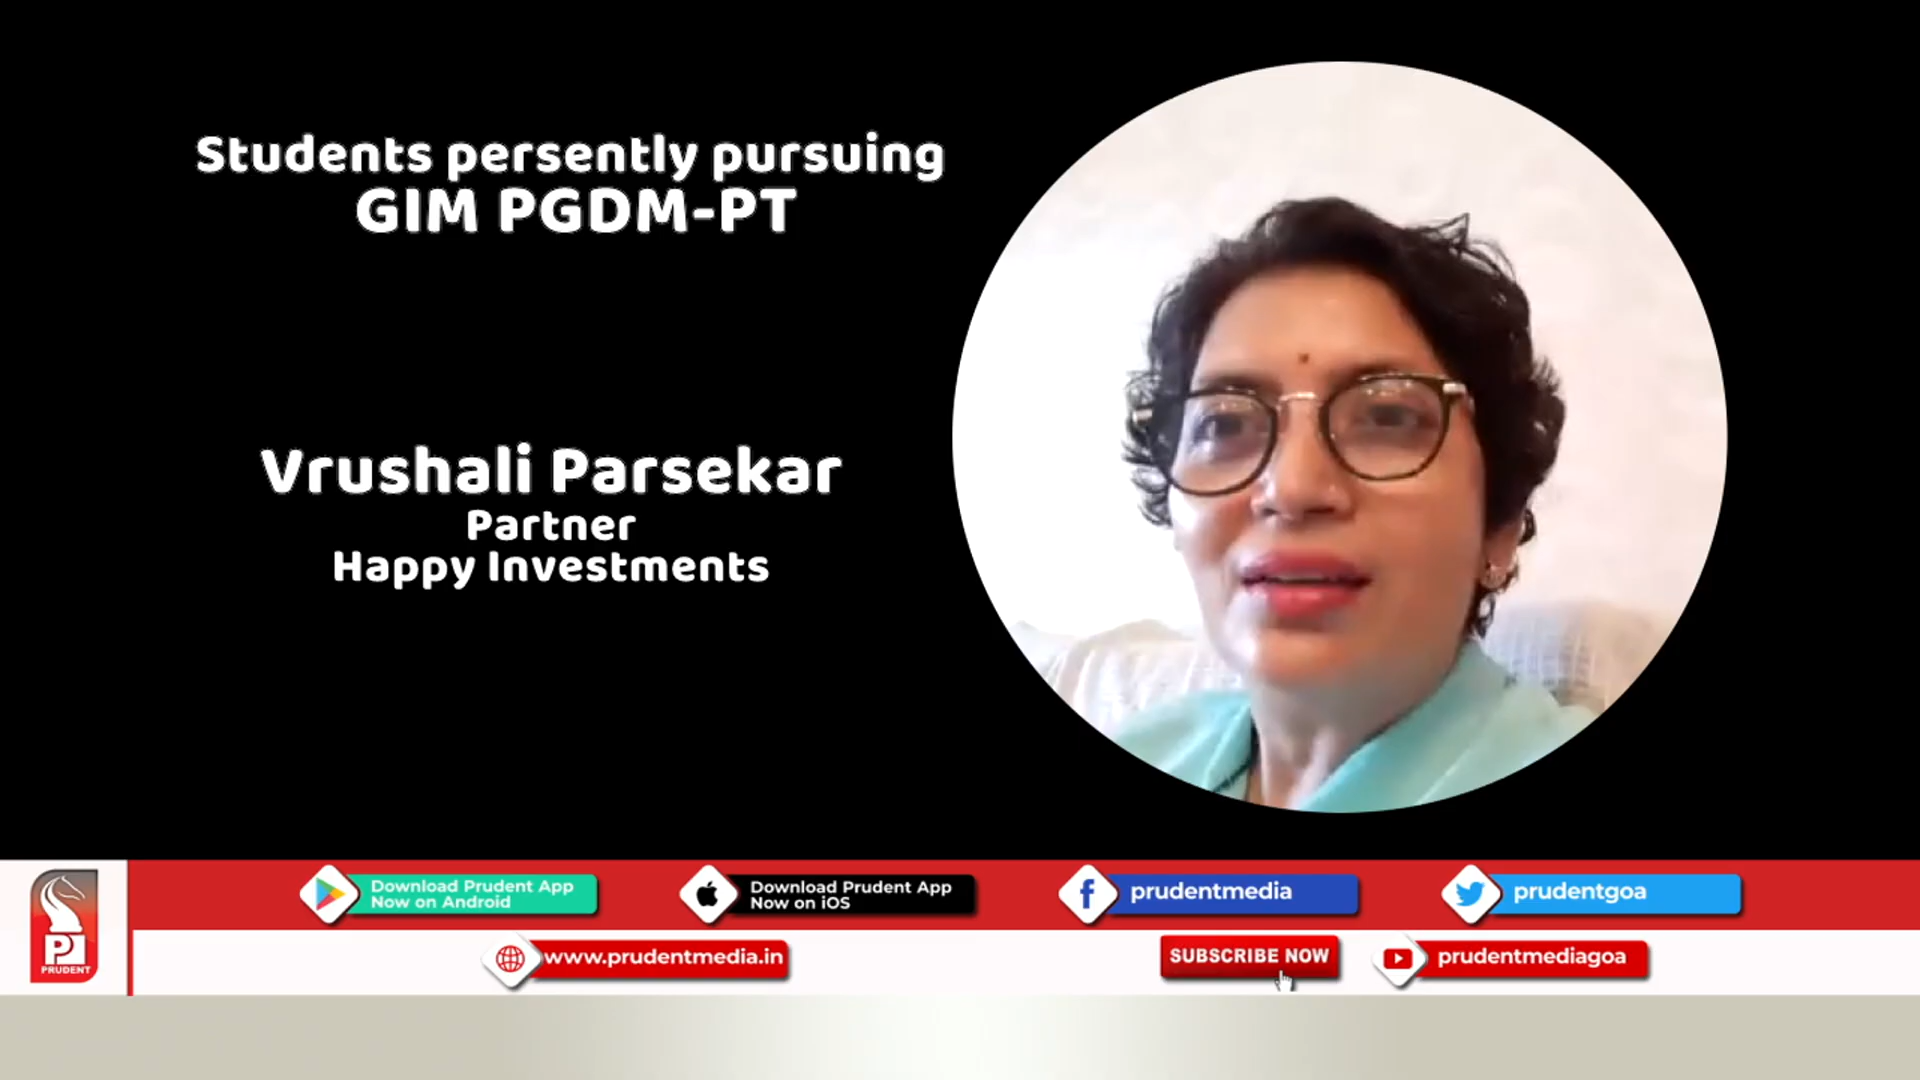 Students persently pursuing
GIM PGDM-PT
Vrushali Parsekar
Partner
Happy Investments
Download Prudent App
Now on Android
Download Prudent App
Now on iOS
prudentmedia
prudentgoa
PRUDENT
www.prudentmedia.in
SUBSCRIBE NOW
prudentmediagoa